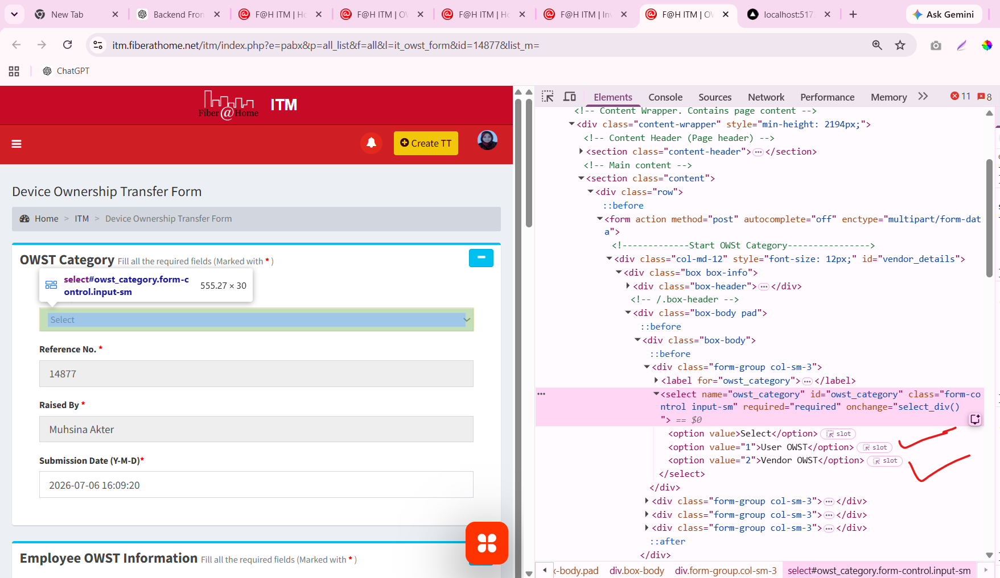 New Tab
Backend Fron
F@H ITM | Ho
F@H ITM | OW
F@H ITM | Ho
F@H ITM | Inv
F@H ITM | OW
localhost:5173
Ask Gemini
itm.fiberathome.net/itm/index.php?e=pabx&p=all_list&f=all&l=it_owst_form&id=14877&list_m=
ChatGPT
Fiber@Home
ITM
Create TT
Device Ownership Transfer Form
Home > ITM > Device Ownership Transfer Form
OWST Category Fill all the required fields (Marked with * )
select#owst_category.form-c
ontrol.input-sm
555.27 × 30
Select
Reference No. *
14877
Raised By *
Muhsina Akter
Submission Date (Y-M-D)*
2026-07-06 16:09:20
Employee OWST Information Fill all the required fields (Marked with * )
Elements
Console
Sources
Network
Performance
Memory
11
8
<!-- Content Wrapper. Contains page content -->
<div class="content-wrapper" style="min-height: 2194px;">
<!-- Content Header (Page header) -->
<section class="content-header">…</section>
<!-- Main content -->
<section class="content">
<div class="row">
::before
<form action method="post" autocomplete="off" enctype="multipart/form-dat
a">
<!-------------Start OWSt Category---------------->
<div class="col-md-12" style="font-size: 12px;" id="vendor_details">
<div class="box box-info">
<div class="box-header">…</div>
<!-- /.box-header -->
<div class="box-body pad">
::before
<div class="box-body">
::before
<div class="form-group col-sm-3">
<label for="owst_category">…</label>
<select name="owst_category" id="owst_category" class="form-co
ntrol input-sm" required="required" onchange="select_div()
"> == $0
<option value>Select</option> slot
<option value="1">User OWST</option> slot
<option value="2">Vendor OWST</option> slot
</select>
</div>
<div class="form-group col-sm-3">…</div>
<div class="form-group col-sm-3">…</div>
<div class="form-group col-sm-3">…</div>
::after
</div>
x-body.pad
div.box-body
div.form-group.col-sm-3
select#owst_category.form-control.input-sm